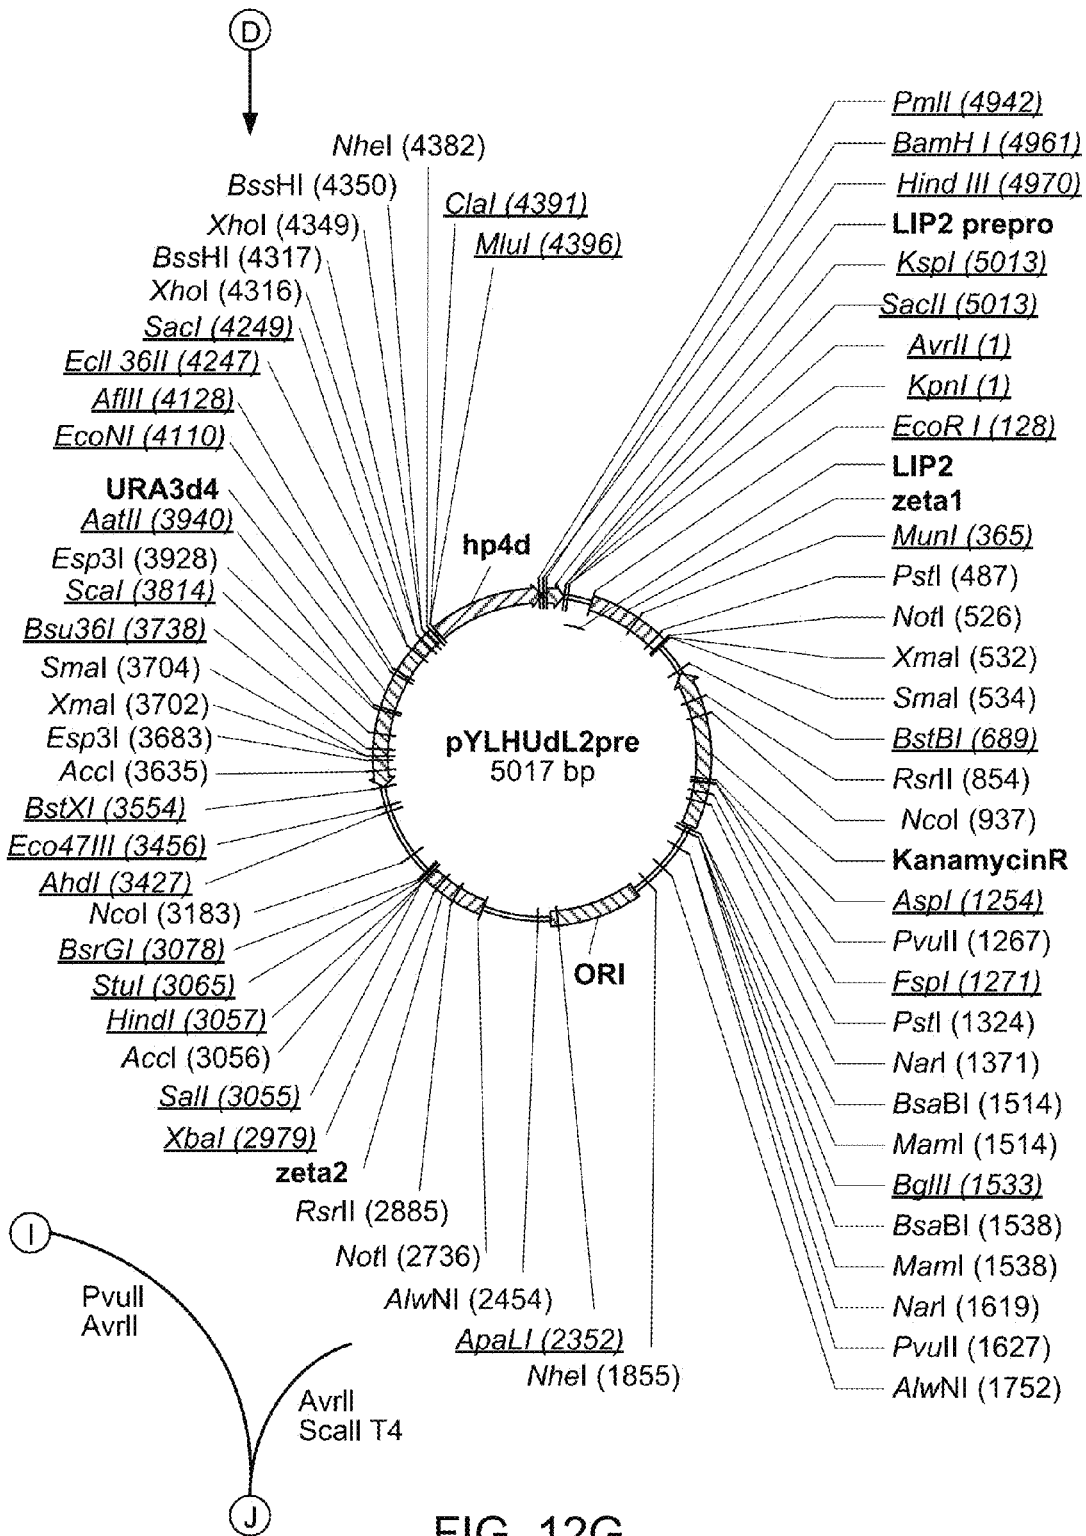 D
NheI (4382)
BssHI (4350)
XhoI (4349)
BssHI (4317)
XhoI (4316)
SacI (4249)
Ecll 36II (4247)
AflII (4128)
EcoNI (4110)
URA3d4
AatII (3940)
Esp3I (3928)
ScaI (3814)
Bsu36I (3738)
SmaI (3704)
XmaI (3702)
Esp3I (3683)
AccI (3635)
BstXI (3554)
Eco47III (3456)
AhdI (3427)
NcoI (3183)
BsrGI (3078)
StuI (3065)
HindI (3057)
AccI (3056)
SalI (3055)
XbaI (2979)
zeta2
RsrII (2885)
NotI (2736)
AlwNI (2454)
ApaLI (2352)
NheI (1855)
ClaI (4391)
MluI (4396)
hp4d
pYLHUdL2pre
5017 bp
ORI
PmlI (4942)
BamH I (4961)
Hind III (4970)
LIP2 prepro
KspI (5013)
SacII (5013)
AvrII (1)
KpnI (1)
EcoR I (128)
LIP2
zeta1
MunI (365)
PstI (487)
NotI (526)
XmaI (532)
SmaI (534)
BstBI (689)
RsrII (854)
NcoI (937)
KanamycinR
AspI (1254)
PvuII (1267)
FspI (1271)
PstI (1324)
NarI (1371)
BsaBI (1514)
MamI (1514)
BglII (1533)
BsaBI (1538)
MamI (1538)
NarI (1619)
PvuII (1627)
AlwNI (1752)
I
PvuII
AvrII
AvrII
ScaII T4
J
FIG. 12G